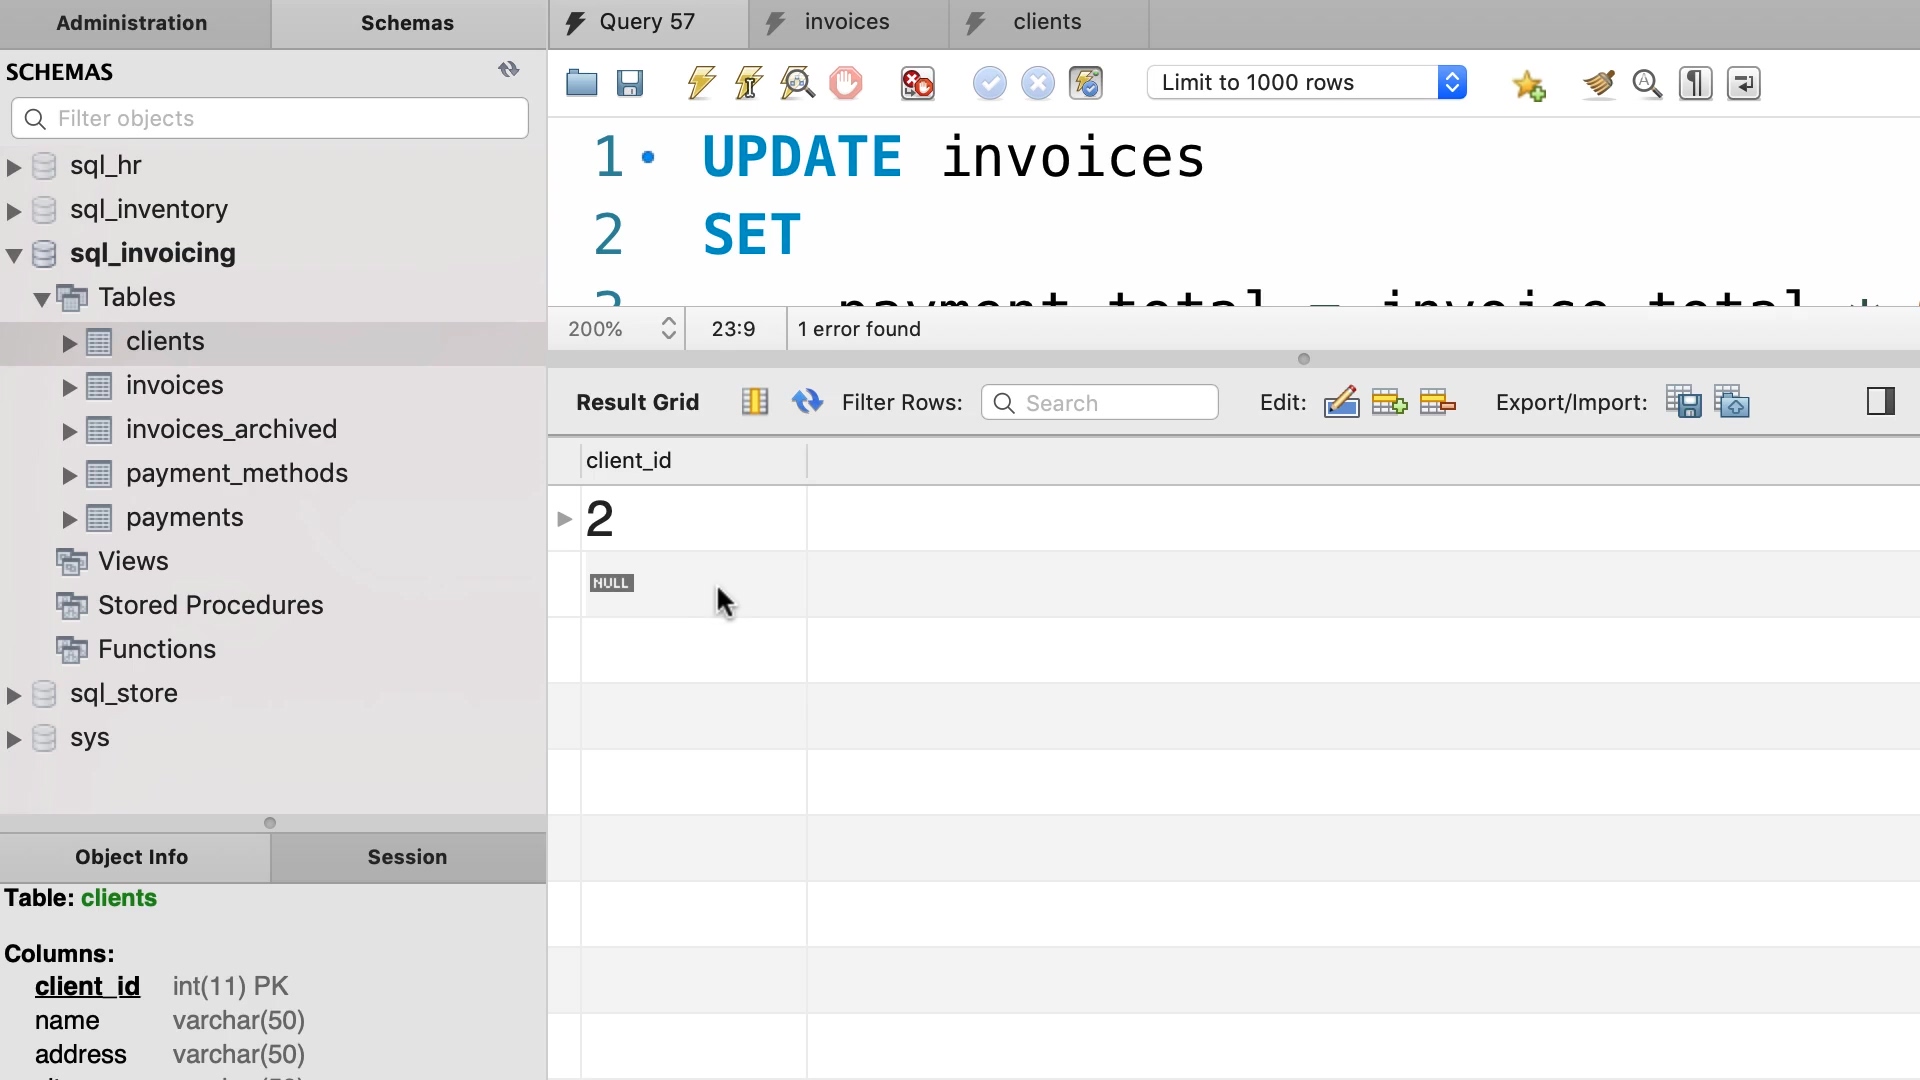 Administration
Schemas
SCHEMAS
Filter objects
sql_hr
sql_inventory
sql_invoicing
Tables
clients
invoices
invoices_archived
payment_methods
payments
Views
Stored Procedures
Functions
sql_store
sys
Object Info
Session
Table: clients
Columns:
client_id int(11) PK
name varchar(50)
address varchar(50)
Query 57
invoices
clients
Limit to 1000 rows
1 UPDATE invoices
2 SET
3 payment_total = invoice_total *
200%
23:9
1 error found
Result Grid
Filter Rows:
Search
Edit:
Export/Import:
client_id
2
NULL